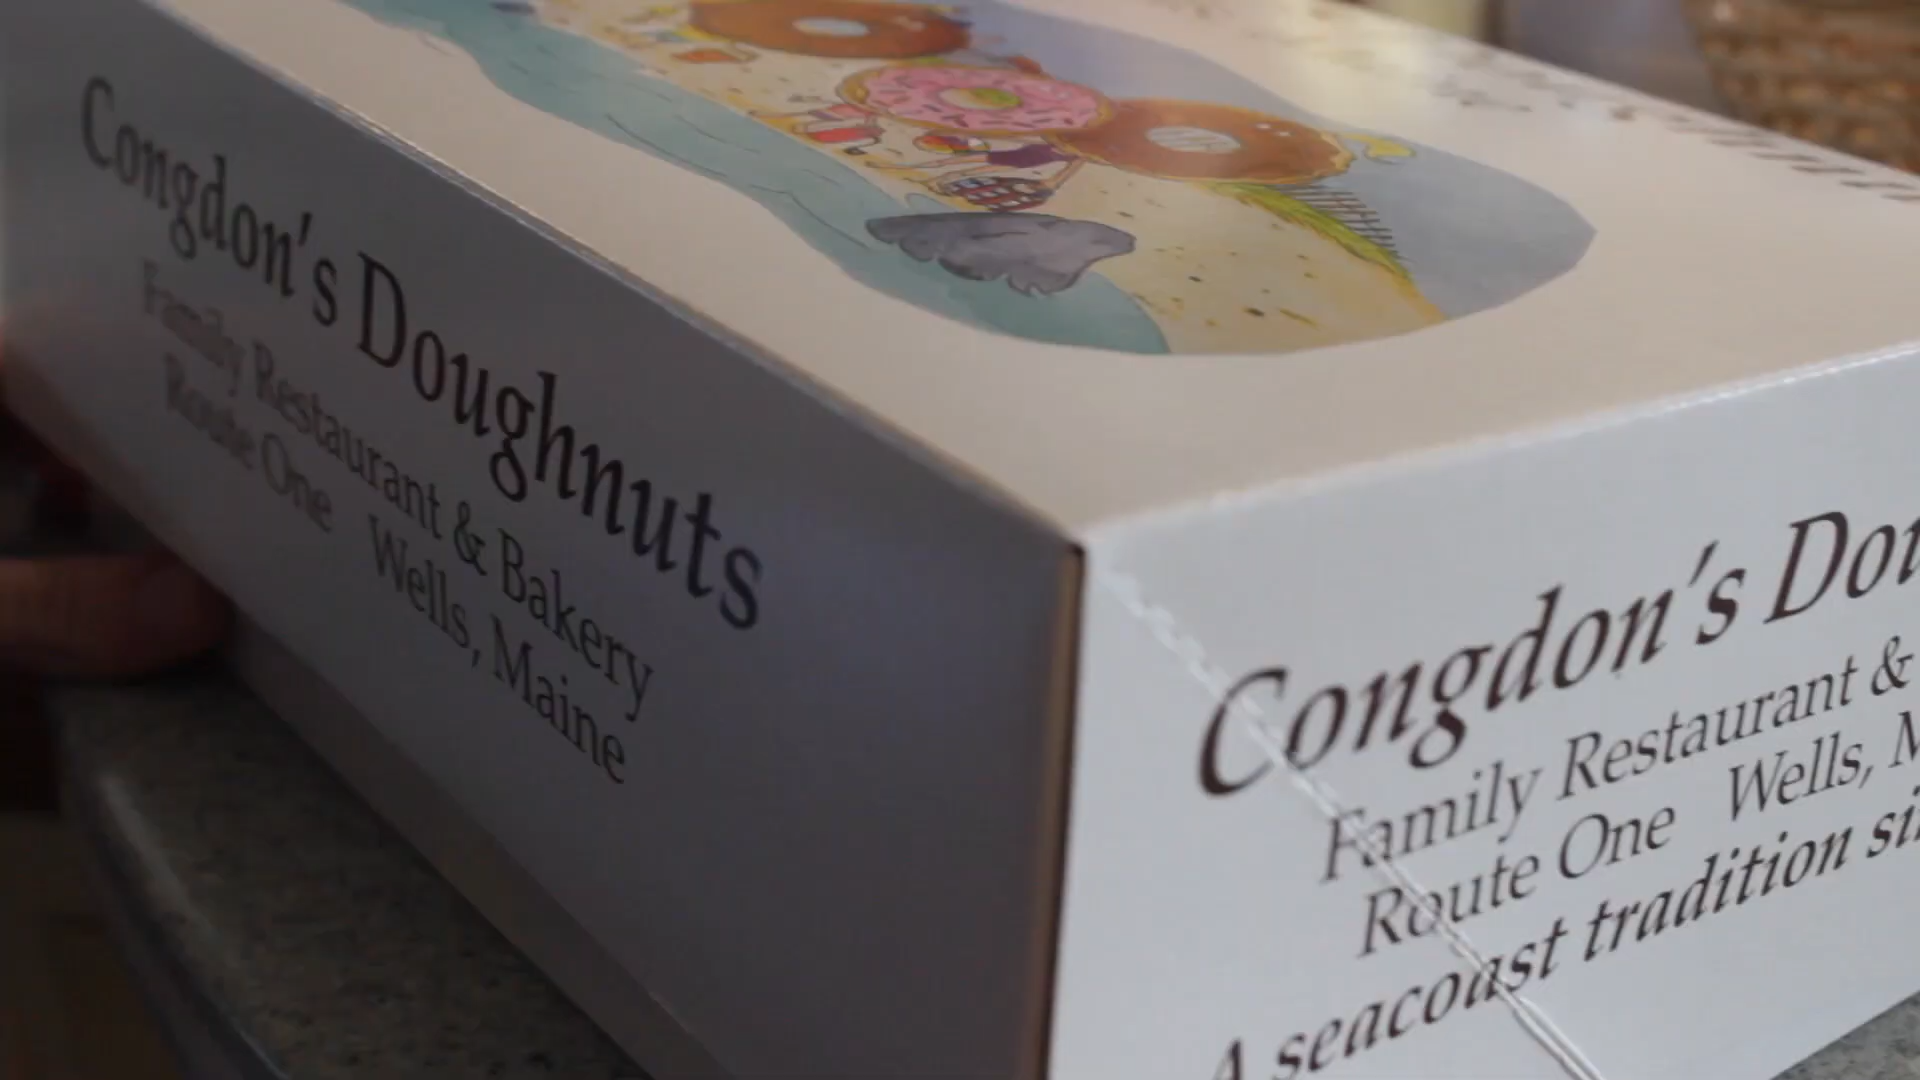 Congdon's Doughnuts
Family Restaurant & Bakery
Route One Wells, Maine
Congdon's Dou
Family Restaurant &
Route One Wells, M
A seacoast tradition si